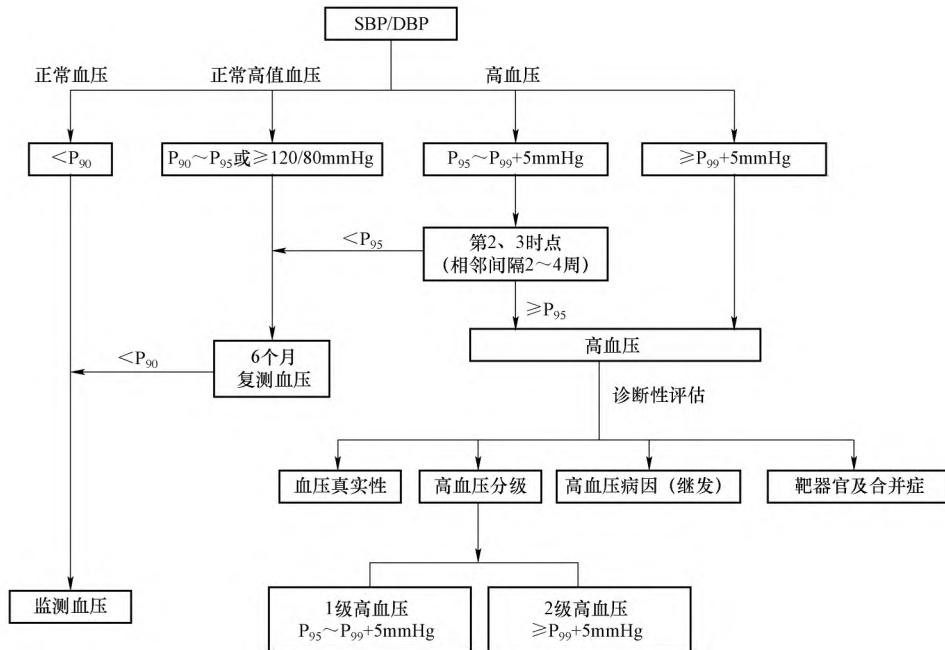 SBP/DBP
正常血压
正常高值血压
高血压
<P₉₀
P₉₀～P₉₅或≥120/80mmHg
P₉₅～P₉₉+5mmHg
≥P₉₉+5mmHg
<P₉₅
第2、3时点
（相邻间隔2～4周）
≥P₉₅
高血压
<P₉₀
6个月
复测血压
诊断性评估
血压真实性
高血压分级
高血压病因（继发）
靶器官及合并症
监测血压
1级高血压
P₉₅～P₉₉+5mmHg
2级高血压
≥P₉₉+5mmHg